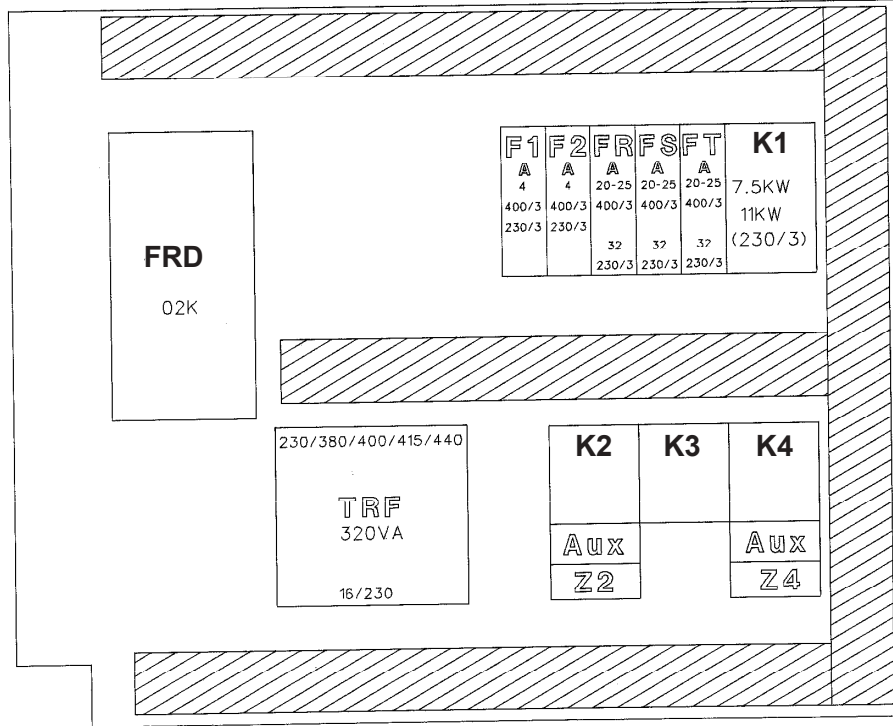 F1 F2 FR FS FT K1
A A A A A
4 4 20-25 20-25 20-25 7.5KW
400/3 400/3 400/3 400/3 400/3 11KW
230/3 230/3 (230/3)
32 32 32
230/3 230/3 230/3
FRD
02K
230/380/400/415/440
TRF
320VA
16/230
K2 K3 K4
Aux Aux
Z2 Z4